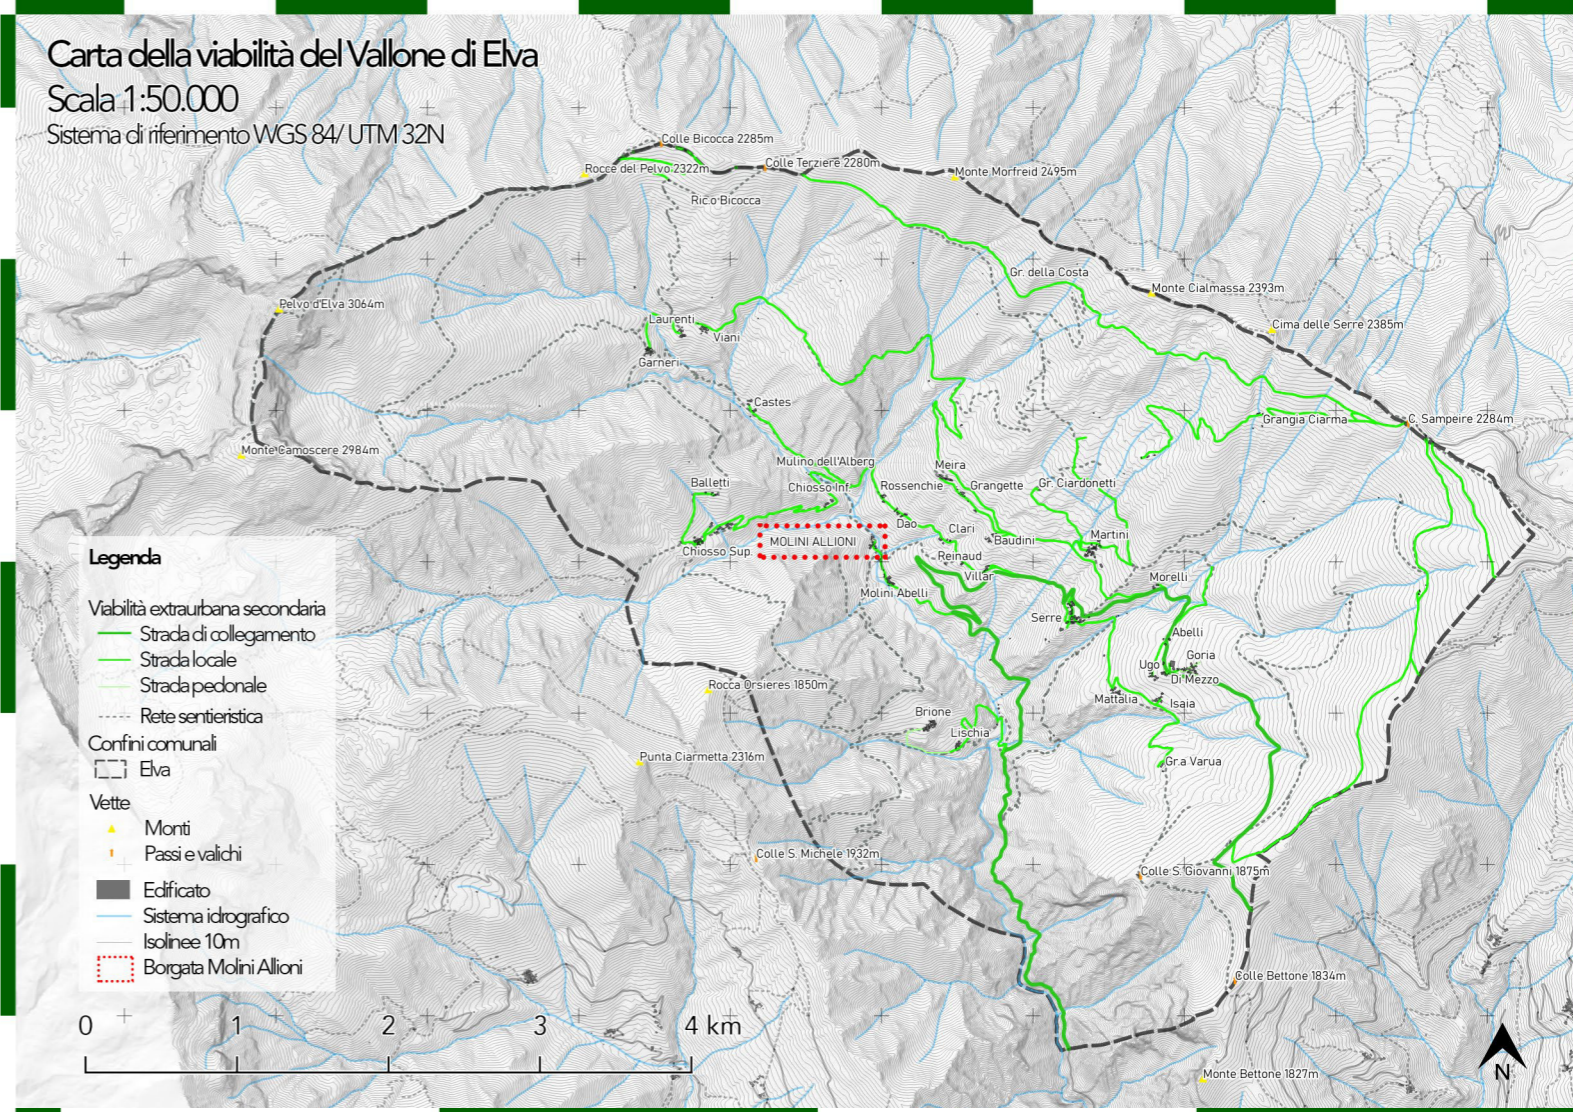 Carta della viabilità del Vallone di Elva
Scala 1:50.000
Sistema di riferimento WGS 84/ UTM 32N
Colle Bicocca 2285m
Rocce del Pelvo 2322m
Colle Terziere 2280m
Monte Morfreid 2495m
Ric.o Bicocca
Gr. della Costa
Monte Cialmassa 2393m
Pelvo d'Elva 3064m
Laurenti
Viani
Cima delle Serre 2385m
Garneri
Castes
Grangia Ciarma
C. Sampeire 2284m
Monte Camoscere 2984m
Mulino dell'Alberg
Meira
Balletti
Chiosso Inf.
Rossenchie
Grangette
Gr. Ciardonetti
Dao
Clari
Martini
MOLINI ALLIONI
Baudini
Chiosso Sup.
Reinaud
Villar
Morelli
Molini Abelli
Serre
Abelli
Goria
Ugo
Di Mezzo
Rocca Orsieres 1850m
Mattalia
Isaia
Brione
Lischia
Punta Ciarmetta 2316m
Gr.a Varua
Colle S. Michele 1932m
Colle S. Giovanni 1875m
Colle Bettone 1834m
Monte Bettone 1827m
Legenda
Viabilità extraurbana secondaria
Strada di collegamento
Strada locale
Strada pedonale
Rete sentieristica
Confini comunali
Elva
Vette
Monti
Passi e valichi
Edificato
Sistema idrografico
Isolinee 10m
Borgata Molini Allioni
0 1 2 3 4 km
N